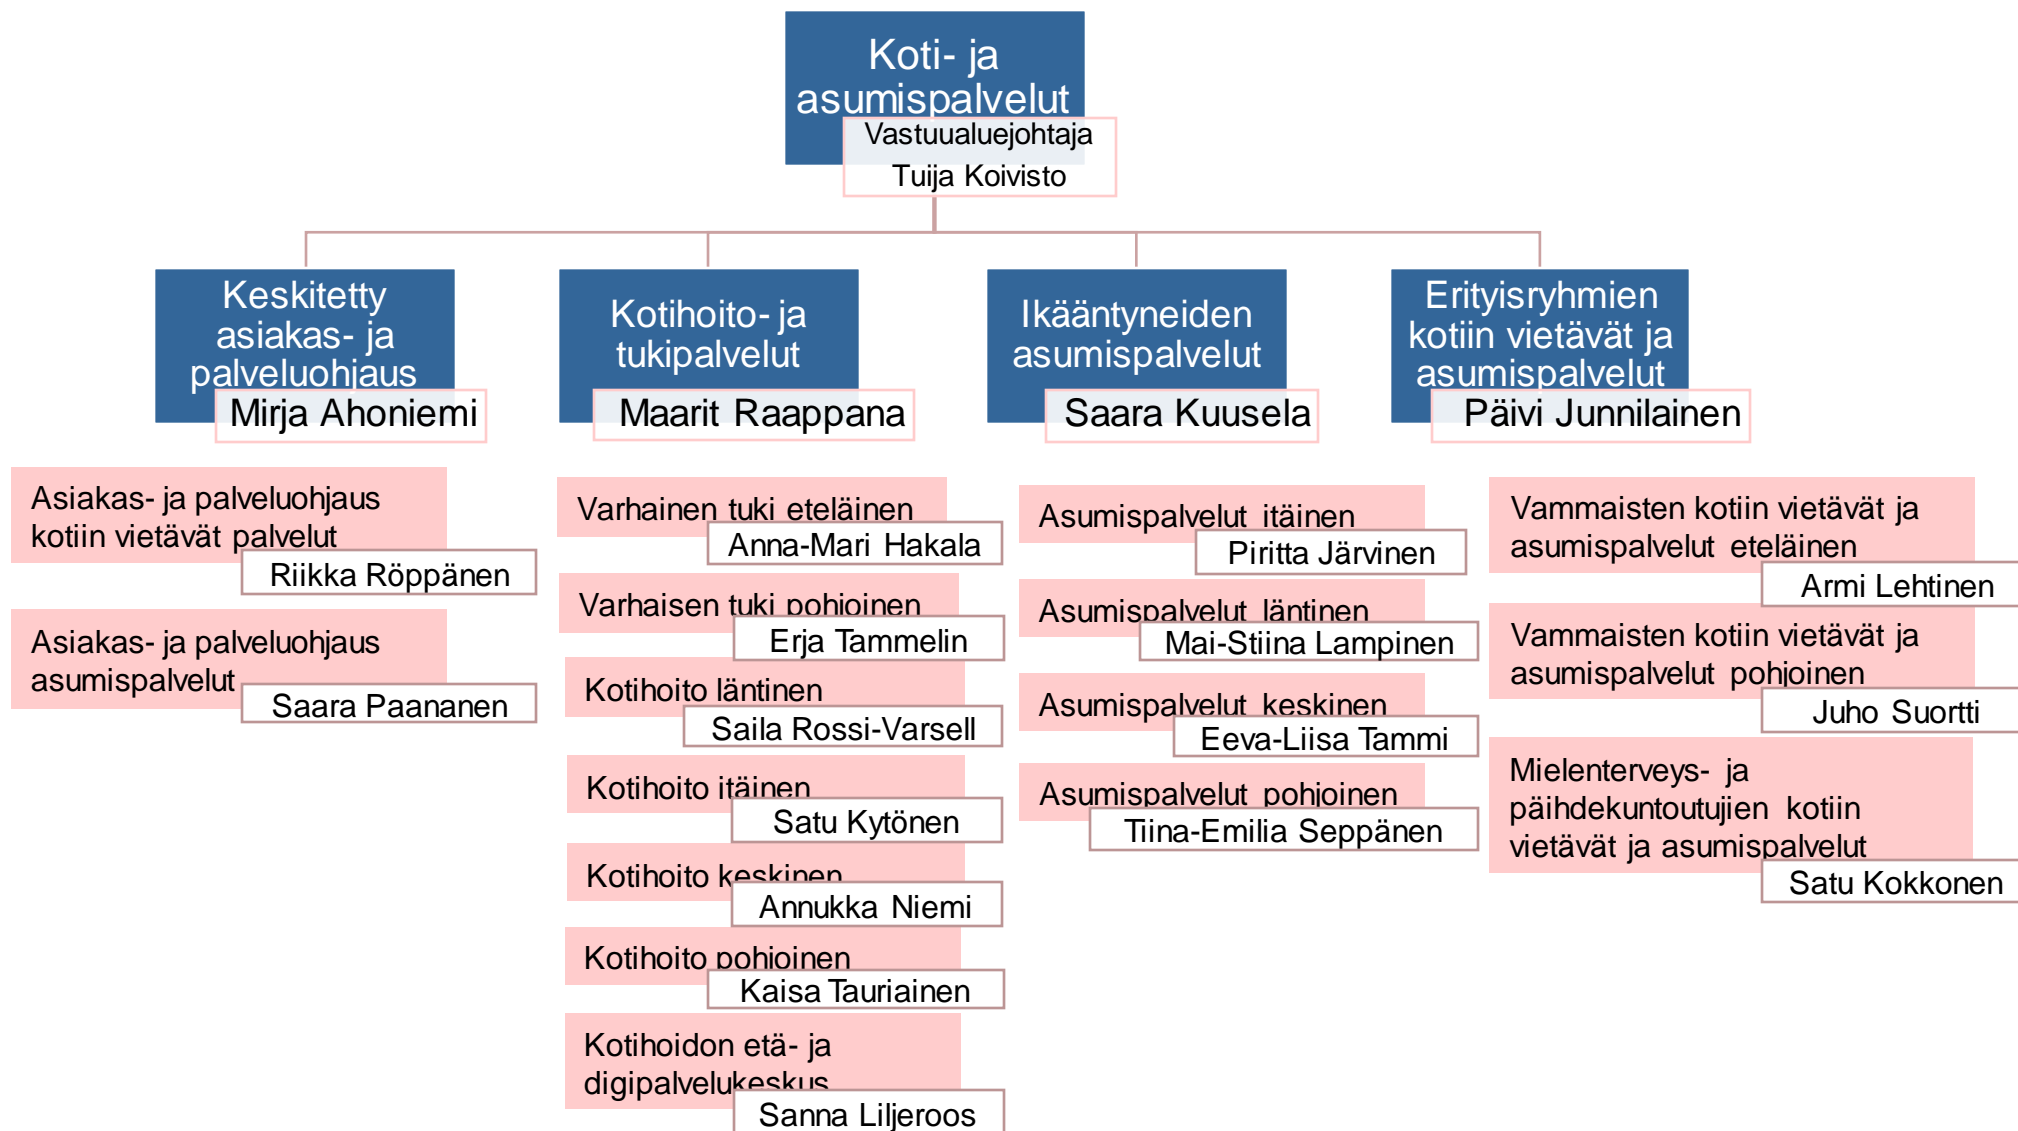 Koti- ja
asumispalvelut
Vastuualuejohtaja
Tuija Koivisto
Keskitetty
asiakas- ja
palveluohjaus
Mirja Ahoniemi
Asiakas- ja palveluohjaus
kotiin vietävät palvelut
Riikka Röppänen
Asiakas- ja palveluohjaus
asumispalvelut
Saara Paananen
Kotihoito- ja
tukipalvelut
Maarit Raappana
Varhainen tuki eteläinen
Anna-Mari Hakala
Varhaisen tuki pohjoinen
Erja Tammelin
Kotihoito läntinen
Saila Rossi-Varsell
Kotihoito itäinen
Satu Kytönen
Kotihoito keskinen
Annukka Niemi
Kotihoito pohjoinen
Kaisa Tauriainen
Kotihoidon etä- ja
digipalvelukeskus
Sanna Liljeroos
Ikääntyneiden
asumispalvelut
Saara Kuusela
Asumispalvelut itäinen
Piritta Järvinen
Asumispalvelut läntinen
Mai-Stiina Lampinen
Asumispalvelut keskinen
Eeva-Liisa Tammi
Asumispalvelut pohjoinen
Tiina-Emilia Seppänen
Erityisryhmien
kotiin vietävät ja
asumispalvelut
Päivi Junnilainen
Vammaisten kotiin vietävät ja
asumispalvelut eteläinen
Armi Lehtinen
Vammaisten kotiin vietävät ja
asumispalvelut pohjoinen
Juho Suortti
Mielenterveys- ja
päihdekuntoutujien kotiin
vietävät ja asumispalvelut
Satu Kokkonen